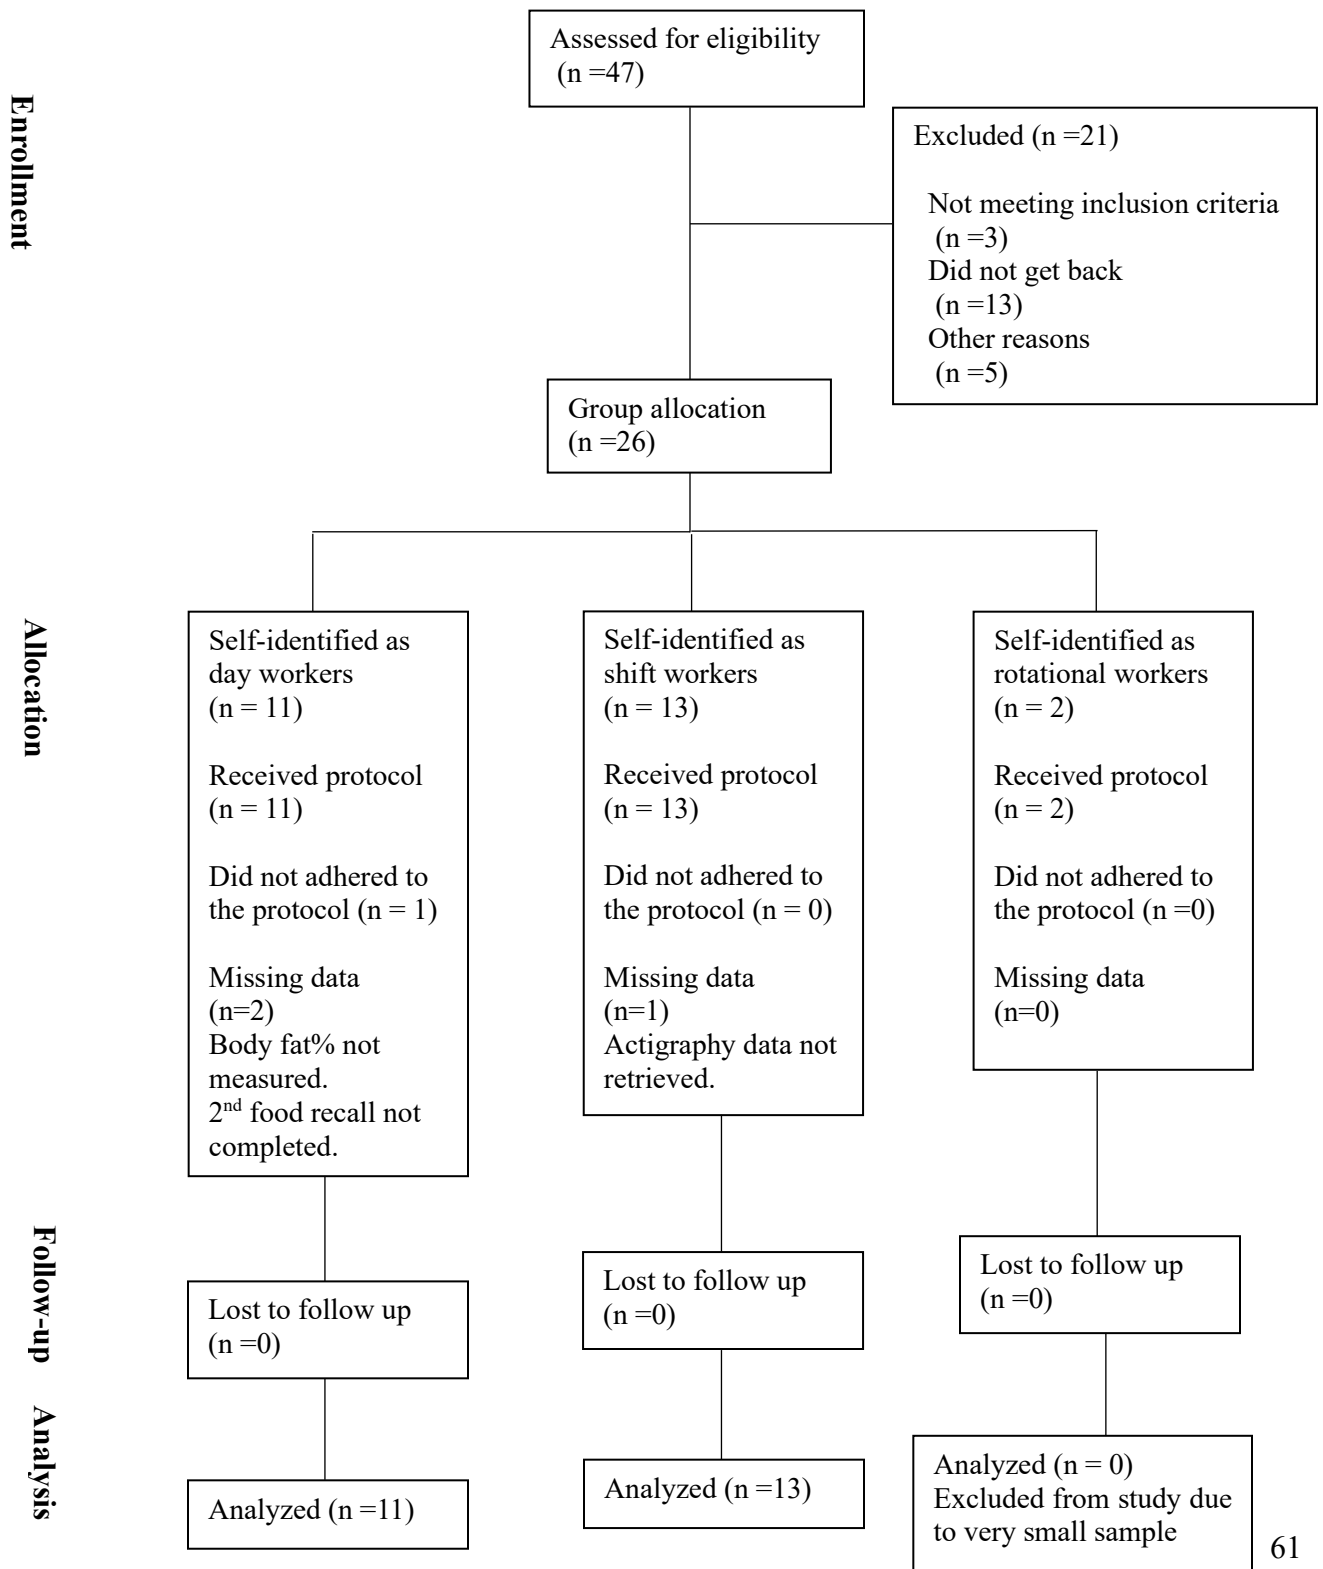 Enrollment
Assessed for eligibility
(n =47)
Excluded (n =21)
Not meeting inclusion criteria
(n =3)
Did not get back
(n =13)
Other reasons
(n =5)
Group allocation
(n =26)
Allocation
Self-identified as
day workers
(n = 11)
Received protocol
(n = 11)
Did not adhered to
the protocol (n = 1)
Missing data
(n=2)
Body fat% not
measured.
2nd food recall not
completed.
Self-identified as
shift workers
(n = 13)
Received protocol
(n = 13)
Did not adhered to
the protocol (n = 0)
Missing data
(n=1)
Actigraphy data not
retrieved.
Self-identified as
rotational workers
(n = 2)
Received protocol
(n = 2)
Did not adhered to
the protocol (n =0)
Missing data
(n=0)
Follow-up
Lost to follow up
(n =0)
Lost to follow up
(n =0)
Lost to follow up
(n =0)
Analysis
Analyzed (n =11)
Analyzed (n =13)
Analyzed (n = 0)
Excluded from study due
to very small sample
61